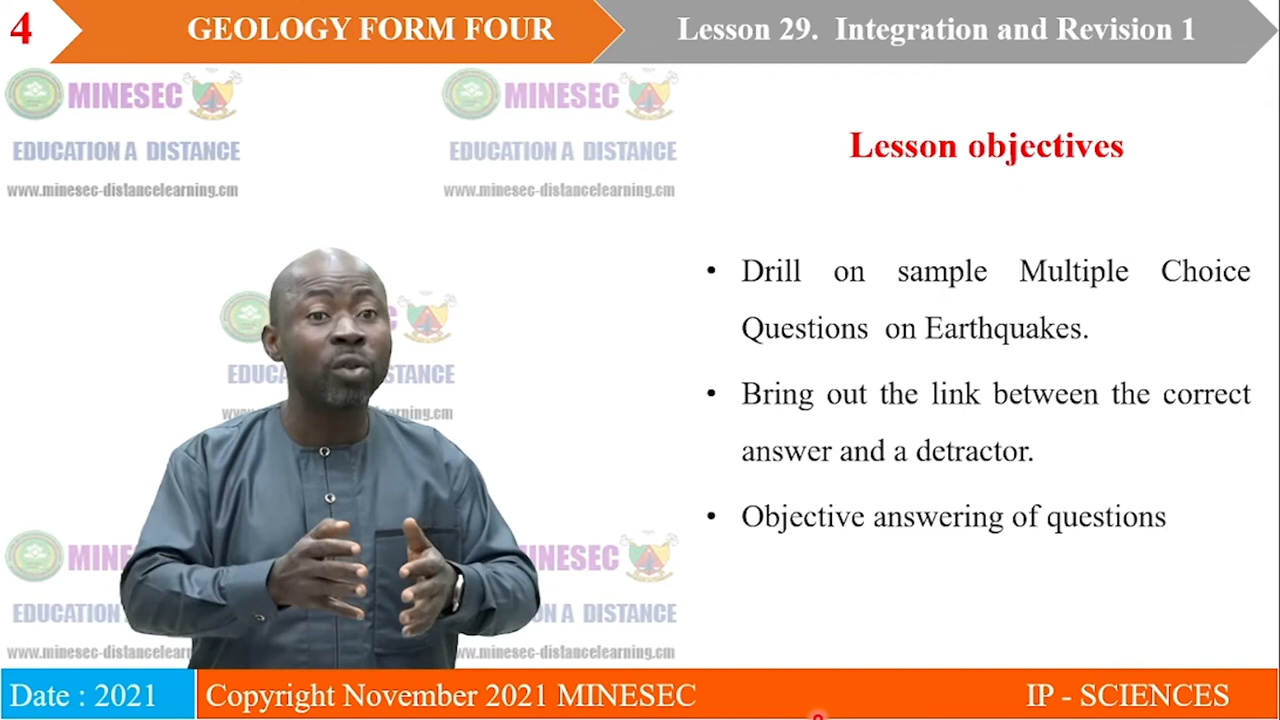 4
GEOLOGY FORM FOUR
Lesson 29. Integration and Revision 1
MINESEC
EDUCATION A DISTANCE
www.minesec-distancelearning.cm
MINESEC
EDUCATION A DISTANCE
www.minesec-distancelearning.cm
Lesson objectives
• Drill on sample Multiple Choice
Questions on Earthquakes.
• Bring out the link between the correct
answer and a detractor.
• Objective answering of questions
Date : 2021
Copyright November 2021 MINESEC
IP - SCIENCES